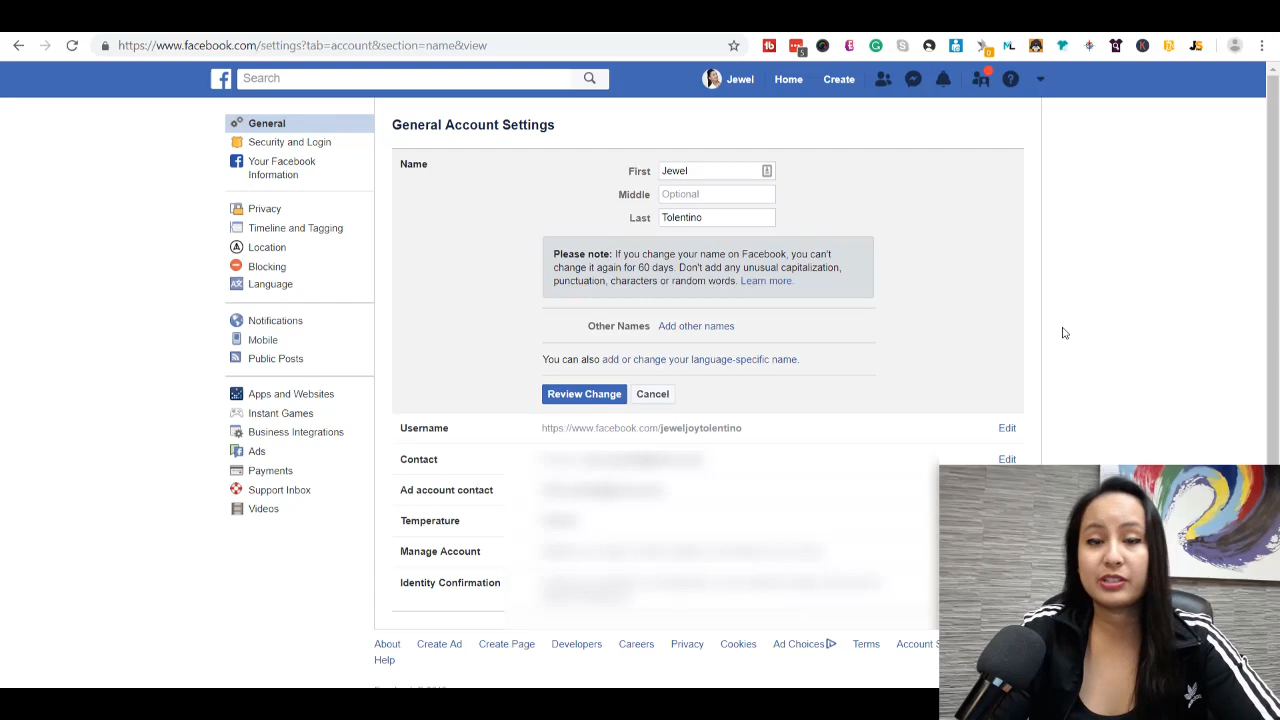 https://www.facebook.com/settings?tab=account&section=name&view
Search
Jewel
Home
Create
General
Security and Login
Your Facebook
Information
Privacy
Timeline and Tagging
Location
Blocking
Language
Notifications
Mobile
Public Posts
Apps and Websites
Instant Games
Business Integrations
Ads
Payments
Support Inbox
Videos
General Account Settings
Name
First Jewel
Middle Optional
Last Tolentino
Please note: If you change your name on Facebook, you can't
change it again for 60 days. Don't add any unusual capitalization,
punctuation, characters or random words. Learn more.
Other Names Add other names
You can also add or change your language-specific name.
Review Change Cancel
Username https://www.facebook.com/jeweljoytolentino Edit
Contact Edit
Ad account contact
Temperature
Manage Account
Identity Confirmation
About Create Ad Create Page Developers Careers Privacy Cookies Ad Choices Terms Account
Help